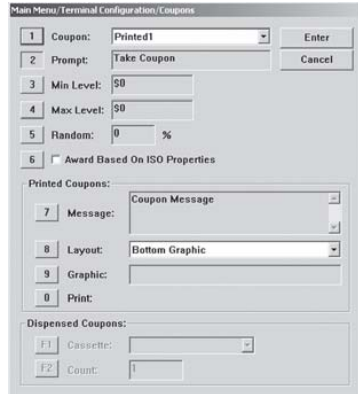 Main Menu/Terminal Configuration/Coupons
1 Coupon: Printed1 Enter
2 Prompt: Take Coupon Cancel
3 Min Level: $0
4 Max Level: $0
5 Random: 0 %
6 Award Based On ISO Properties
Printed Coupons:
7 Message: Coupon Message
8 Layout: Bottom Graphic
9 Graphic:
0 Print:
Dispensed Coupons:
F1 Cassette:
F2 Count: 1